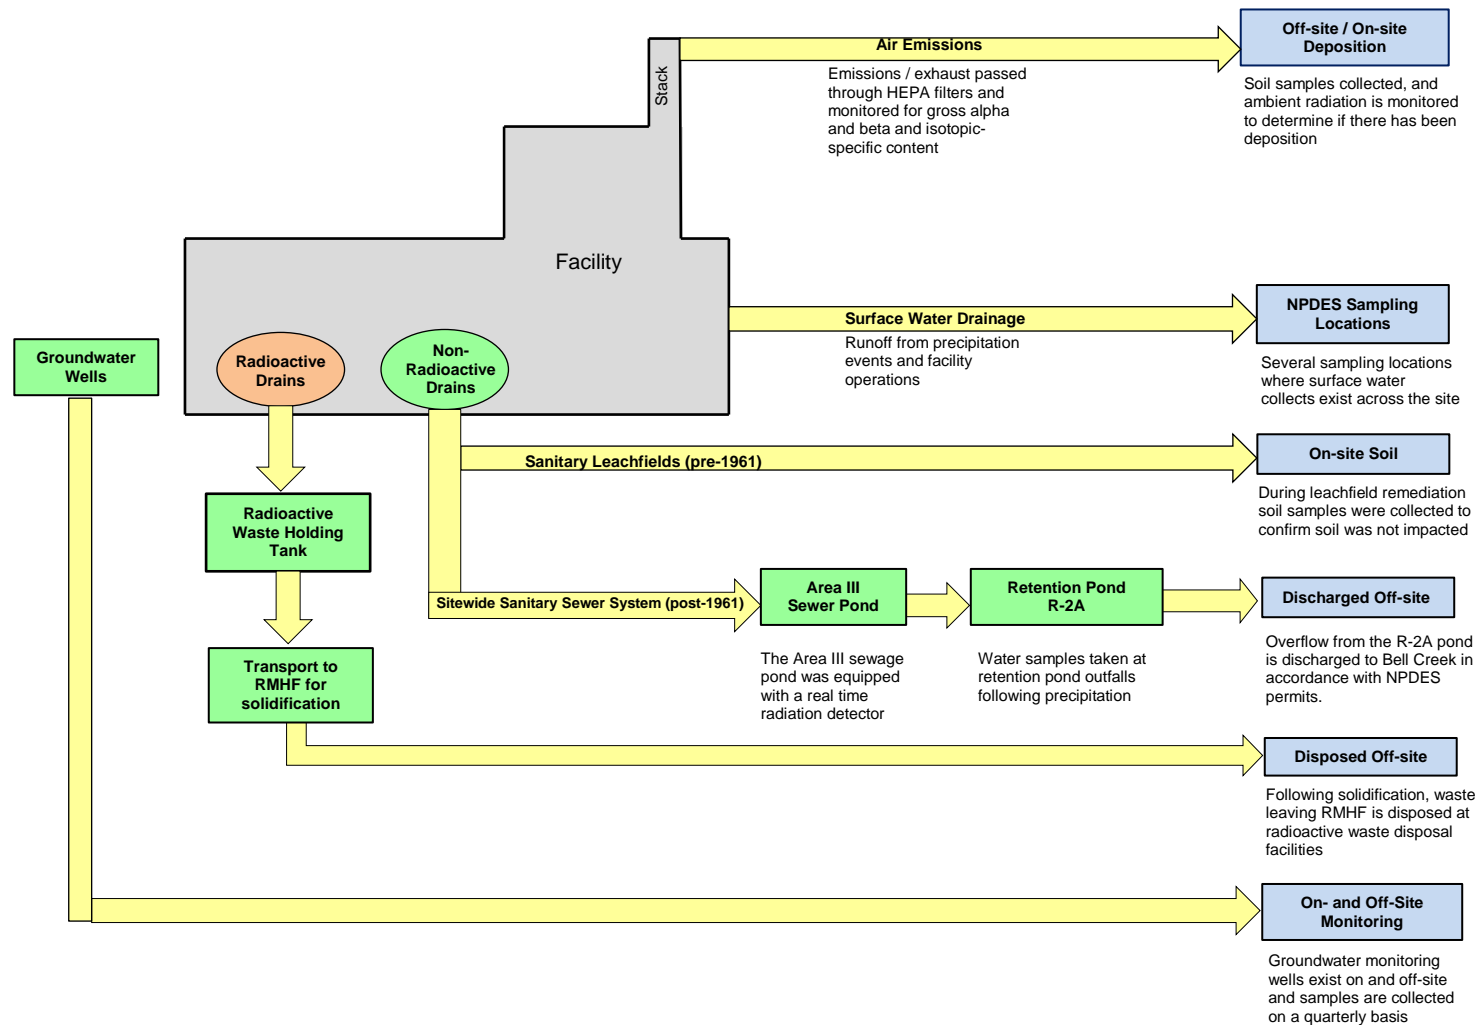 Off-site / On-site
Deposition
Air Emissions
Stack
Emissions / exhaust passed
through HEPA filters and
monitored for gross alpha
and beta and isotopic-
specific content
Soil samples collected, and
ambient radiation is monitored
to determine if there has been
deposition
Facility
NPDES Sampling
Locations
Surface Water Drainage
Runoff from precipitation
events and facility
operations
Several sampling locations
where surface water
collects exist across the site
Groundwater
Wells
Radioactive
Drains
Non-
Radioactive
Drains
Sanitary Leachfields (pre-1961)
On-site Soil
During leachfield remediation
soil samples were collected to
confirm soil was not impacted
Radioactive
Waste Holding
Tank
Sitewide Sanitary Sewer System (post-1961)
Area III
Sewer Pond
Retention Pond
R-2A
Discharged Off-site
The Area III sewage
pond was equipped
with a real time
radiation detector
Water samples taken at
retention pond outfalls
following precipitation
Overflow from the R-2A pond
is discharged to Bell Creek in
accordance with NPDES
permits.
Transport to
RMHF for
solidification
Disposed Off-site
Following solidification, waste
leaving RMHF is disposed at
radioactive waste disposal
facilities
On- and Off-Site
Monitoring
Groundwater monitoring
wells exist on and off-site
and samples are collected
on a quarterly basis